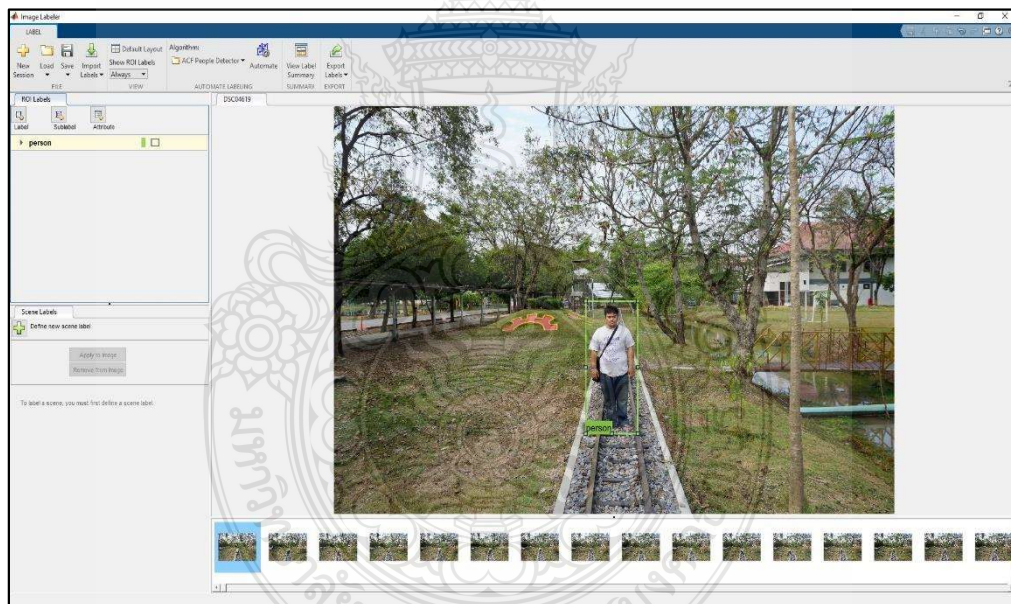 Image Labeler
LABEL
New Session
Load
Save
Import Labels
Default Layout
Show ROI Labels
Always
Algorithm:
ACF People Detector
Automate
View Label Summary
Export Labels
FILE
VIEW
AUTOMATE LABELING
SUMMARY
EXPORT
ROI Labels
DSC04619
Label
Sublabel
Attribute
person
Scene Labels
Define new scene label
Apply to Image
Remove from Image
To label a scene, you must first define a scene label.
person